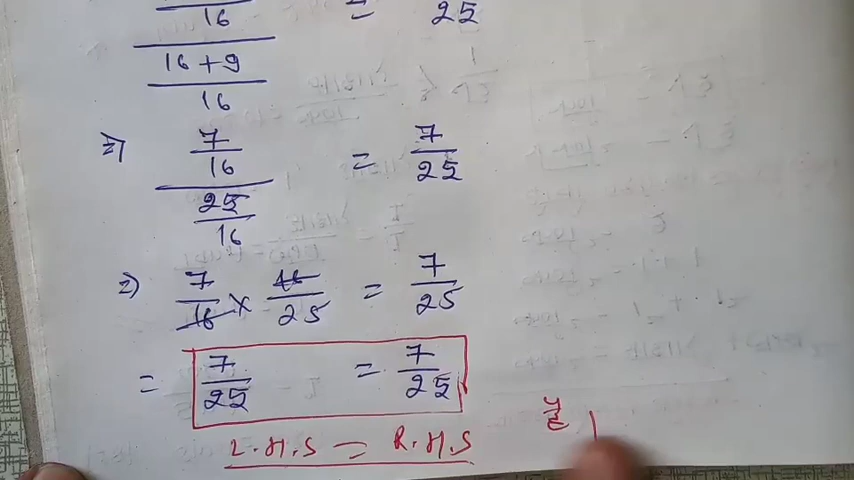 16 = 25
16+9
16
⇒) 7/16 = 7/25
25/16
⇒) 7/16 × 16/25 = 7/25
= 7/25 = 7/25
L.H.S = R.H.S